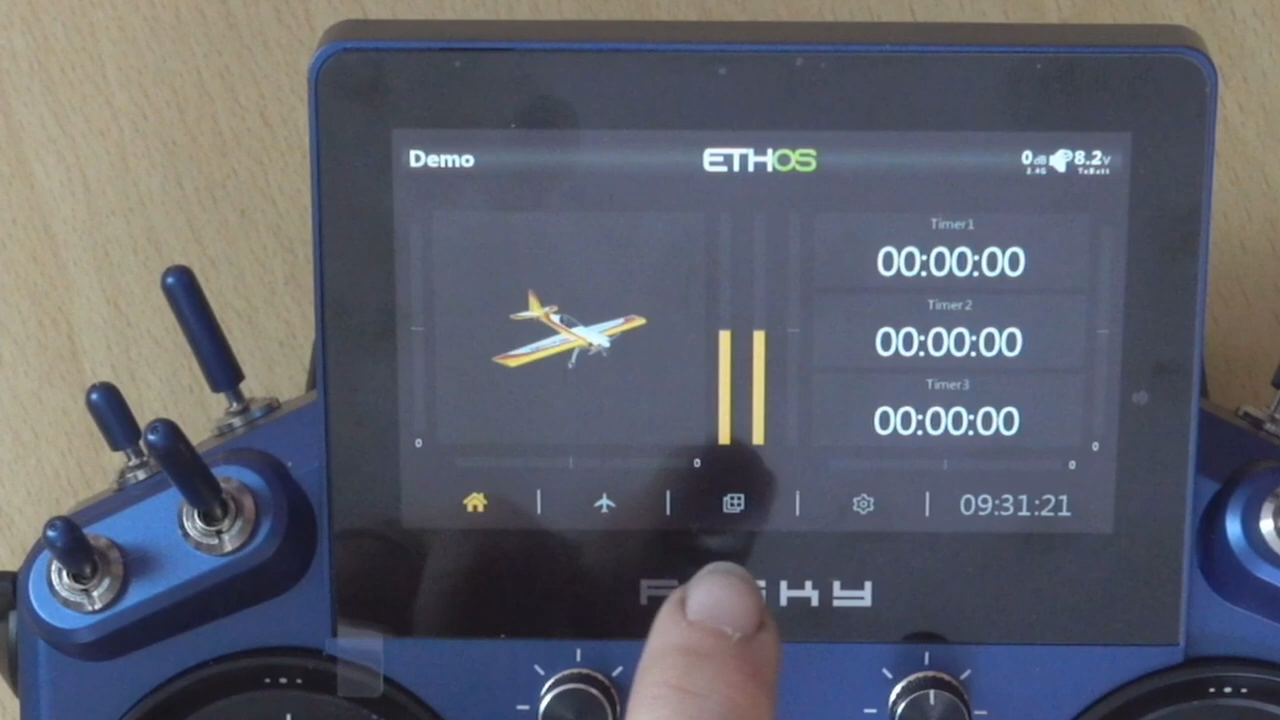 Demo
ETHOS
0dB
2.4G
8.2V
TxBatt
Timer1
00:00:00
Timer2
00:00:00
Timer3
00:00:00
0
0
0
0
09:31:21